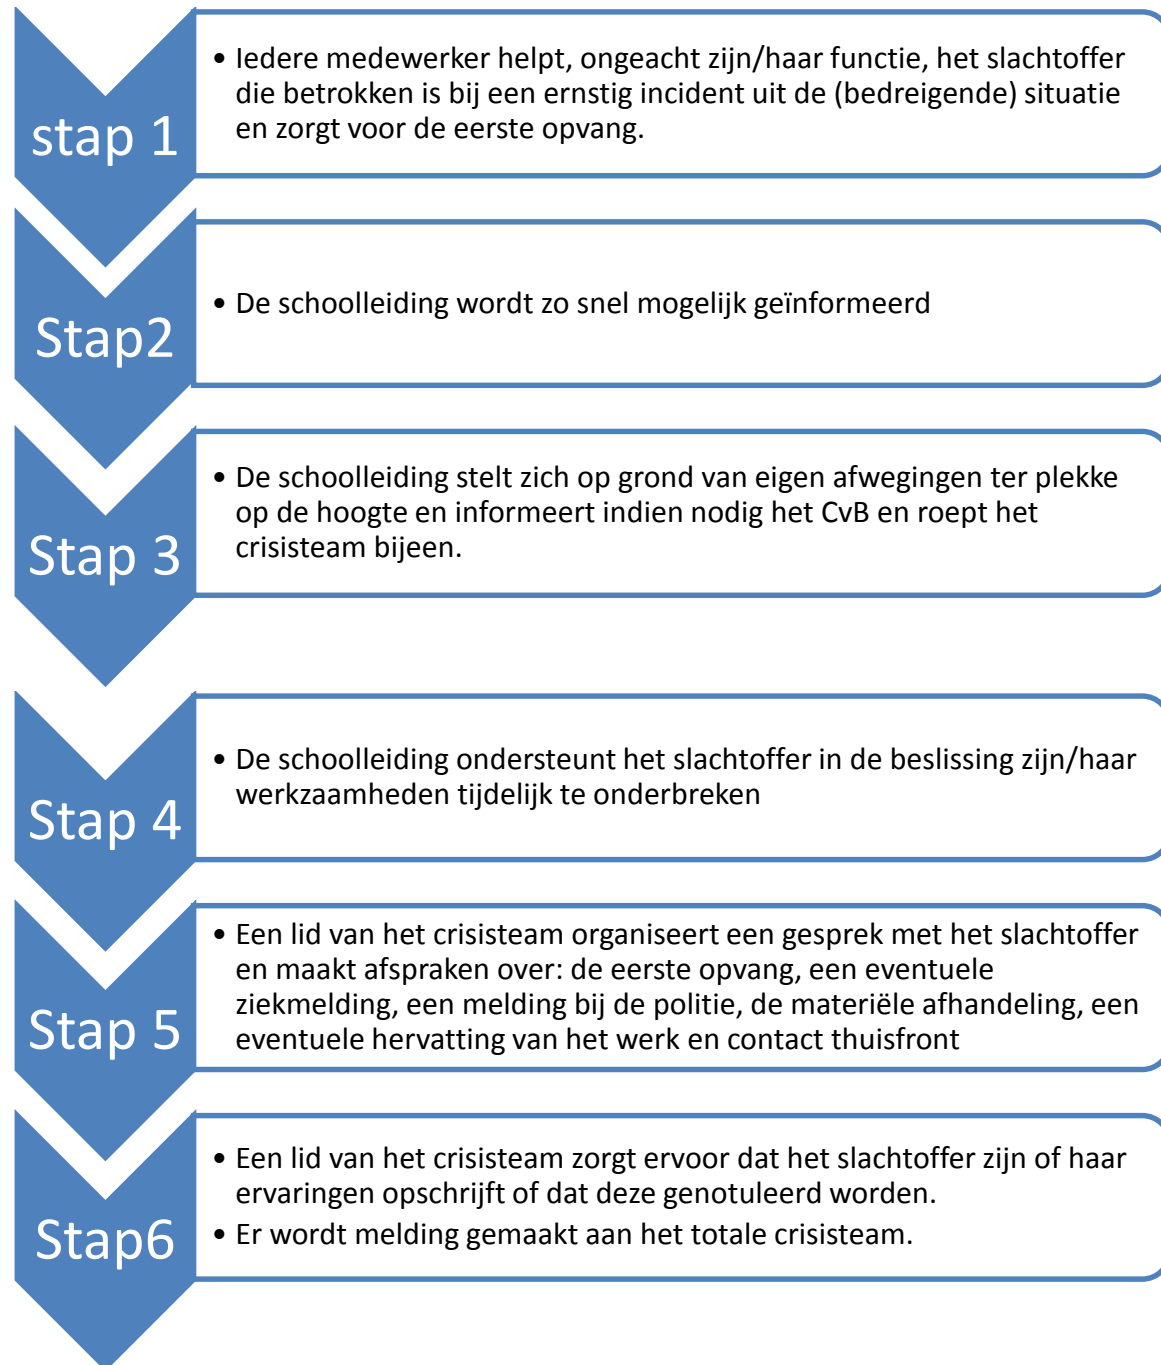 stap 1
• Iedere medewerker helpt, ongeacht zijn/haar functie, het slachtoffer
die betrokken is bij een ernstig incident uit de (bedreigende) situatie
en zorgt voor de eerste opvang.
Stap2
• De schoolleiding wordt zo snel mogelijk geïnformeerd
Stap 3
• De schoolleiding stelt zich op grond van eigen afwegingen ter plekke
op de hoogte en informeert indien nodig het CvB en roept het
crisisteam bijeen.
Stap 4
• De schoolleiding ondersteunt het slachtoffer in de beslissing zijn/haar
werkzaamheden tijdelijk te onderbreken
Stap 5
• Een lid van het crisisteam organiseert een gesprek met het slachtoffer
en maakt afspraken over: de eerste opvang, een eventuele
ziekmelding, een melding bij de politie, de materiële afhandeling, een
eventuele hervatting van het werk en contact thuisfront
Stap6
• Een lid van het crisisteam zorgt ervoor dat het slachtoffer zijn of haar
ervaringen opschrijft of dat deze genotuleerd worden.
• Er wordt melding gemaakt aan het totale crisisteam.